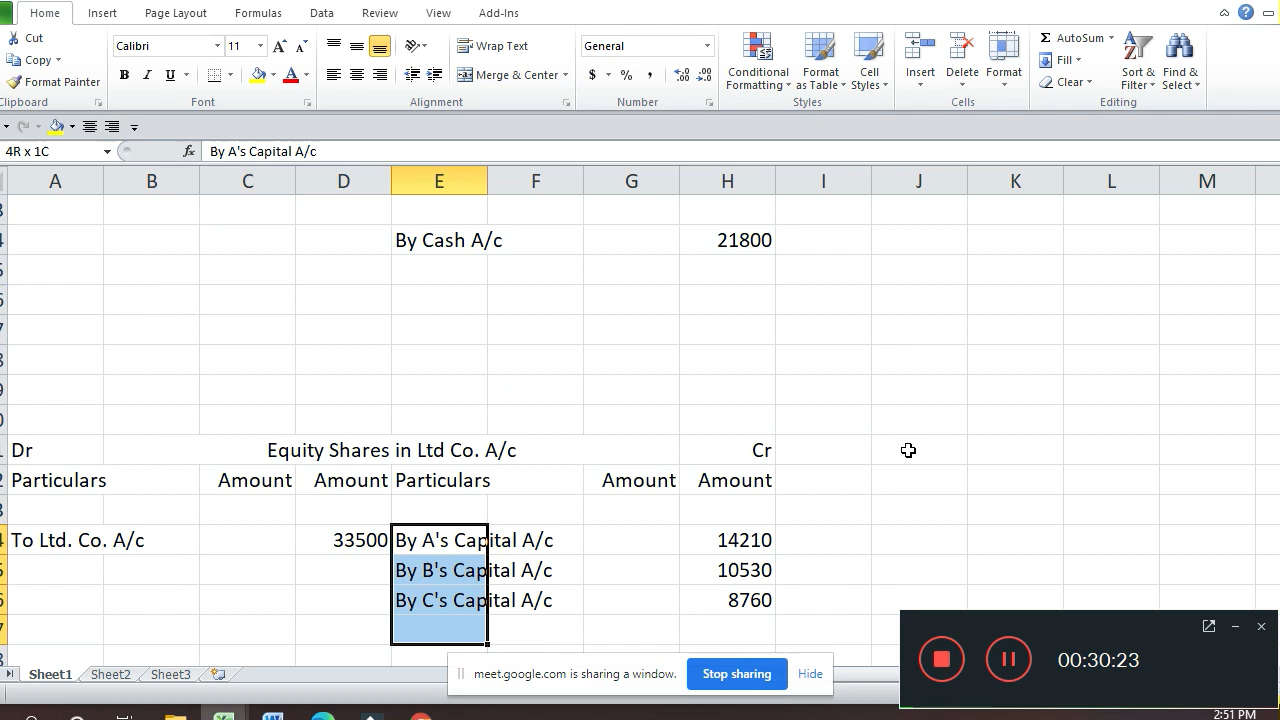 Home Insert Page Layout Formulas Data Review View Add-Ins
Cut
Copy
Format Painter
Clipboard
Calibri 11
B I U
Font
Wrap Text
Merge & Center
Alignment
General
$ % ,
Number
Conditional Formatting
Format as Table
Cell Styles
Styles
Insert
Delete
Format
Cells
AutoSum
Fill
Clear
Sort & Filter
Find & Select
Editing
4R x 1C fx By A's Capital A/c
A B C D E F G H I J K L M
By Cash A/c 21800
Dr Equity Shares in Ltd Co. A/c Cr
Particulars Amount Amount Particulars Amount Amount
To Ltd. Co. A/c 33500 By A's Capital A/c 14210
By B's Capital A/c 10530
By C's Capital A/c 8760
00:30:23
Sheet1 Sheet2 Sheet3
meet.google.com is sharing a window. Stop sharing Hide
2:51 PM